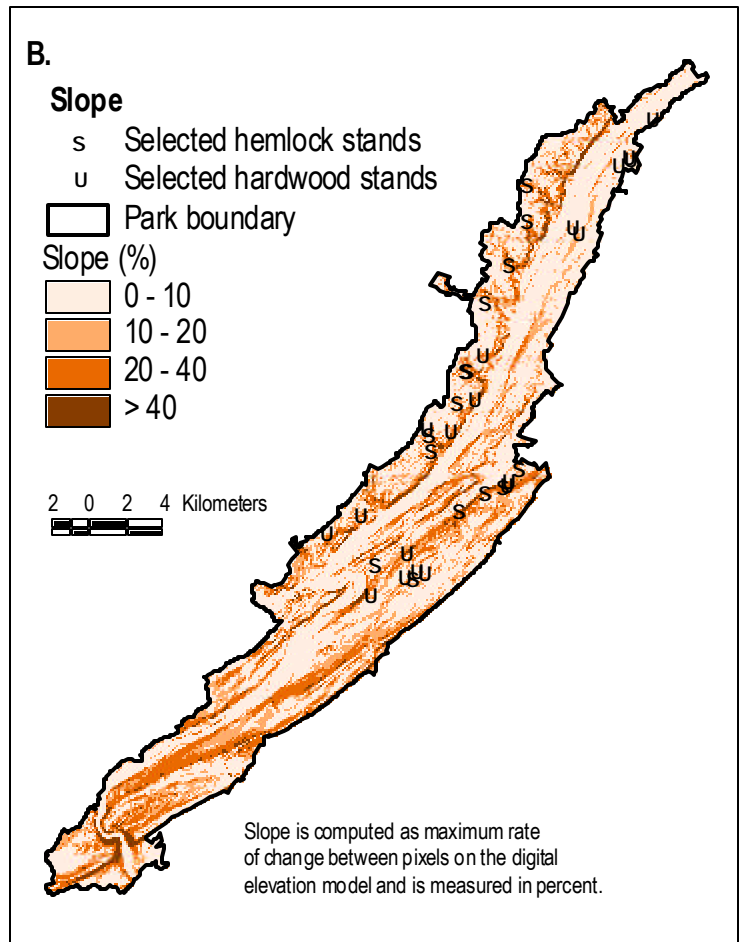 B.
Slope
S Selected hemlock stands
U Selected hardwood stands
Park boundary
Slope (%)
0 - 10
10 - 20
20 - 40
> 40
2 0 2 4 Kilometers
Slope is computed as maximum rate
of change between pixels on the digital
elevation model and is measured in percent.